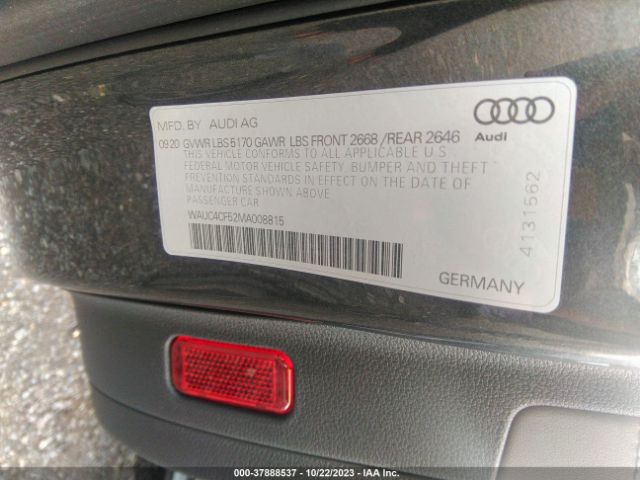 MFD. BY AUDI AG
0920 GVWR LBS 5170 GAWR LBS FRONT 2668 /REAR 2646
THIS VEHICLE CONFORMS TO ALL APPLICABLE U S
FEDERAL MOTOR VEHICLE SAFETY, BUMPER AND THEFT
PREVENTION STANDARDS IN EFFECT ON THE DATE OF
MANUFACTURE SHOWN ABOVE
PASSENGER CAR
WAUC4CF52MA008815
Audi
4131562
GERMANY
000-37888537 - 10/22/2023 - IAA Inc.